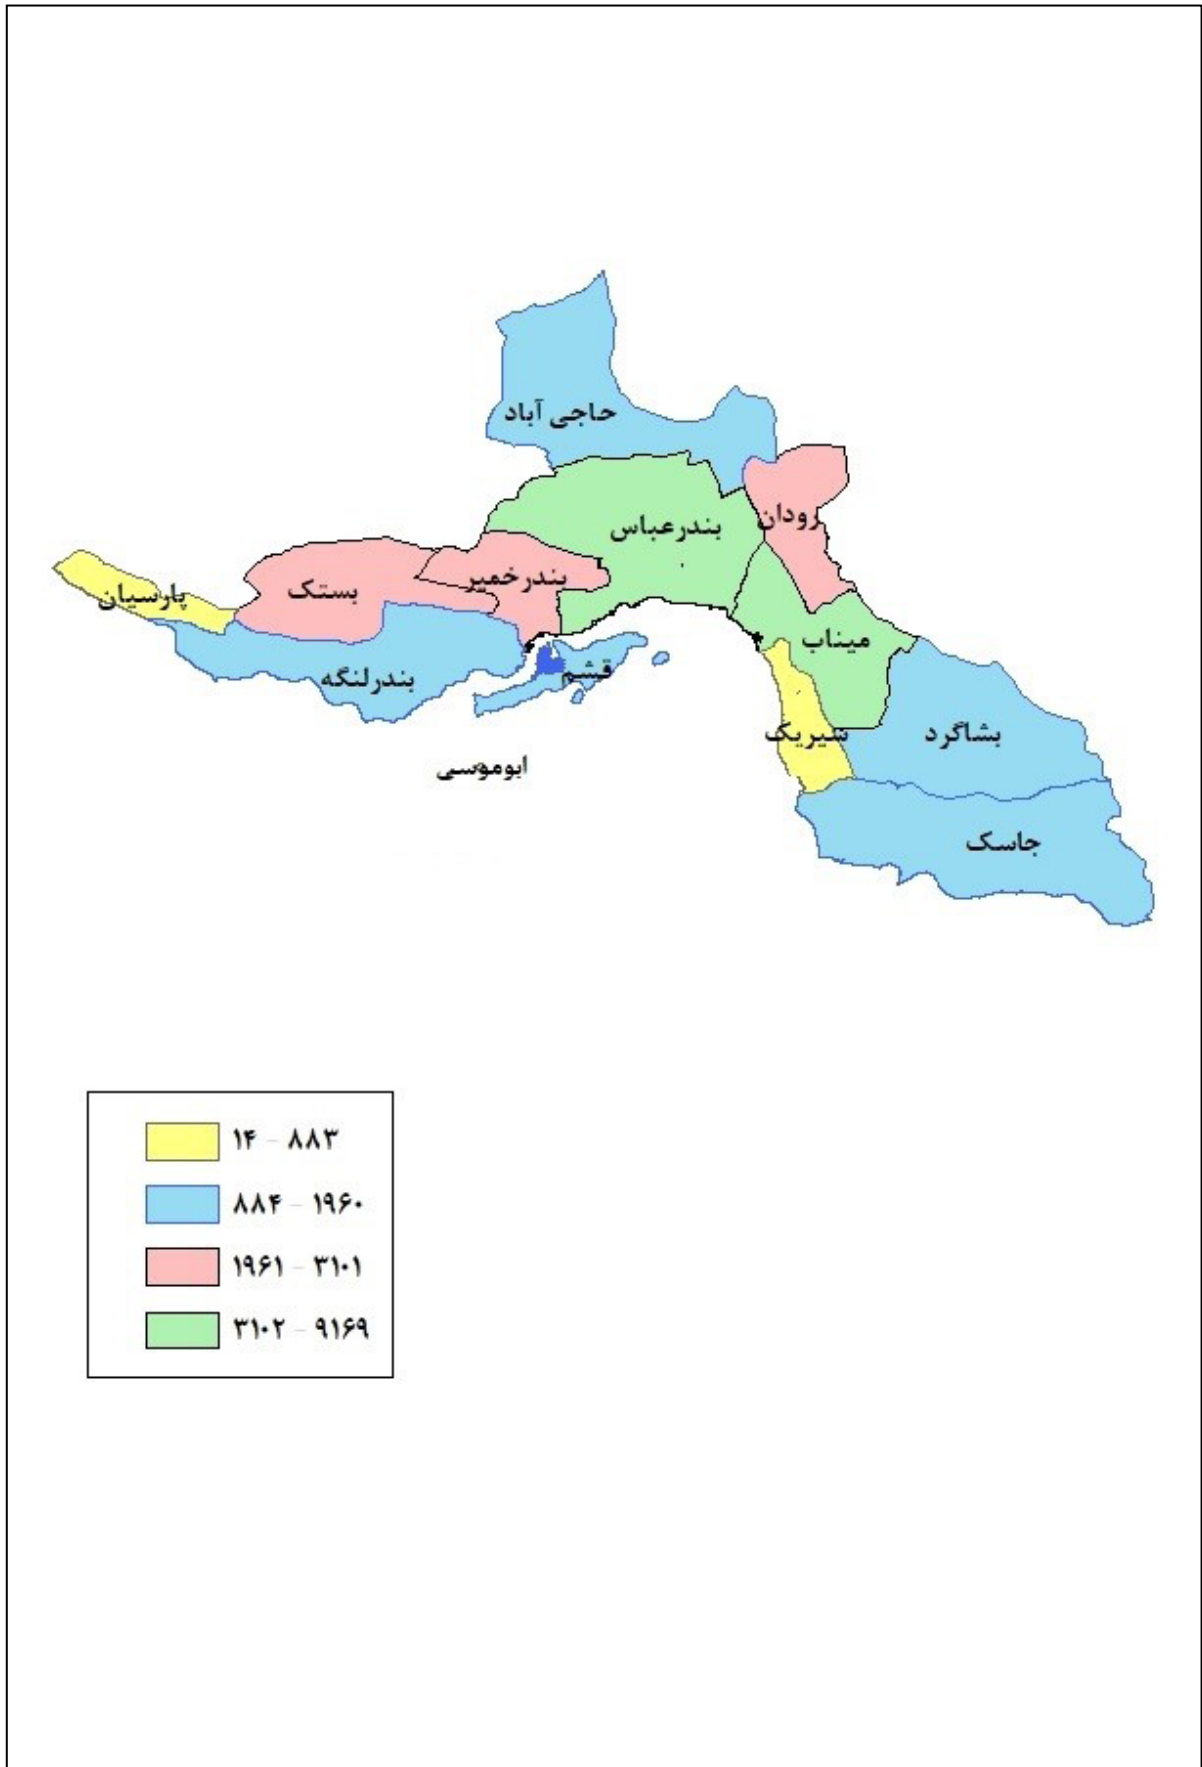 حاجی آباد
رودان
بندرعباس
بندرخمیر
بستک
پارسیان
میناب
قشم
بندرلنگه
شیریک
بشاگرد
ابوموسی
جاسک
۱۴ – ۸۸۳
۸۸۴ – ۱۹۶۰
۱۹۶۱ – ۳۱۰۱
۳۱۰۲ – ۹۱۶۹